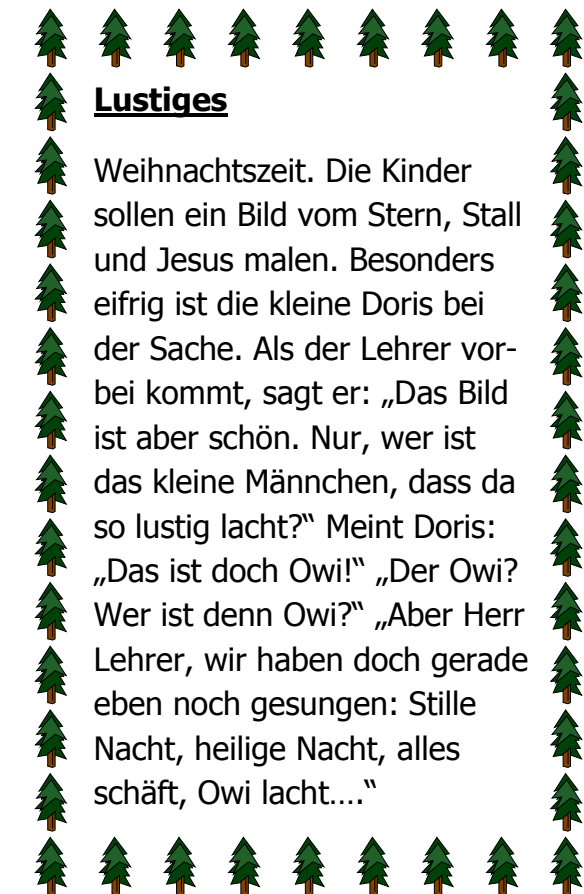 Lustiges
Weihnachtszeit. Die Kinder
sollen ein Bild vom Stern, Stall
und Jesus malen. Besonders
eifrig ist die kleine Doris bei
der Sache. Als der Lehrer vor-
bei kommt, sagt er: „Das Bild
ist aber schön. Nur, wer ist
das kleine Männchen, dass da
so lustig lacht?“ Meint Doris:
„Das ist doch Owi!“ „Der Owi?
Wer ist denn Owi?“ „Aber Herr
Lehrer, wir haben doch gerade
eben noch gesungen: Stille
Nacht, heilige Nacht, alles
schäft, Owi lacht….“